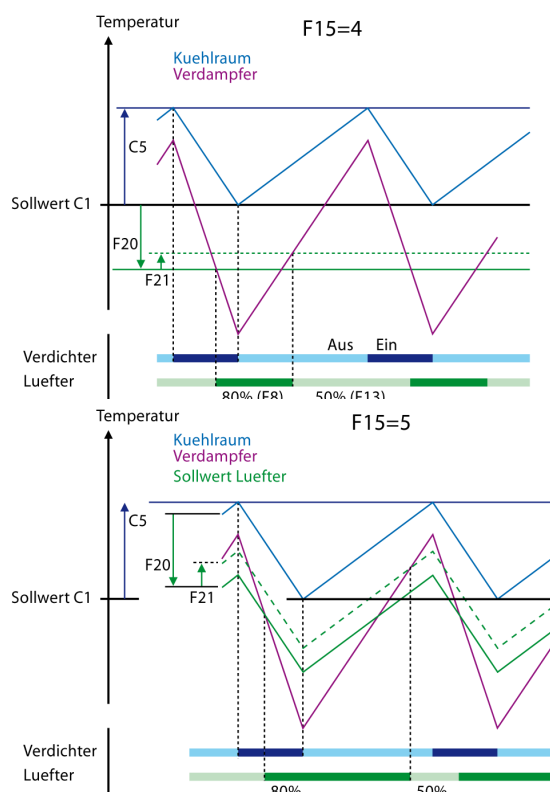 Temperatur
F15=4
Kuehlraum
Verdampfer
C5
Sollwert C1
F20
F21
Aus Ein
Verdichter
Luefter
80% (F8) 50% (F13)
Temperatur
F15=5
Kuehlraum
Verdampfer
Sollwert Luefter
C5
F20
F21
Sollwert C1
Verdichter
Luefter
80% 50%